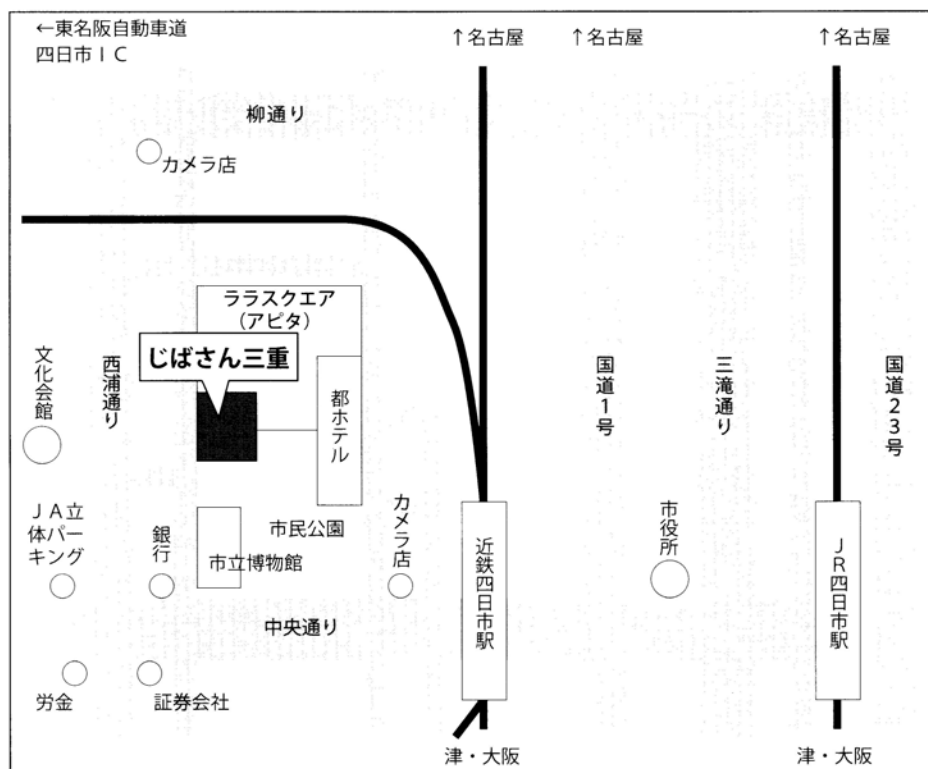 ←東名阪自動車道
四日市IC
↑名古屋
↑名古屋
↑名古屋
柳通り
カメラ店
ララスクエア
(アピタ)
じばさん三重
文化会館
西浦通り
都ホテル
国道1号
三滝通り
国道23号
JA立
体パー
キング
銀行
市民公園
市立博物館
カメラ店
近鉄四日市駅
市役所
JR四日市駅
中央通り
労金
証券会社
津・大阪
津・大阪